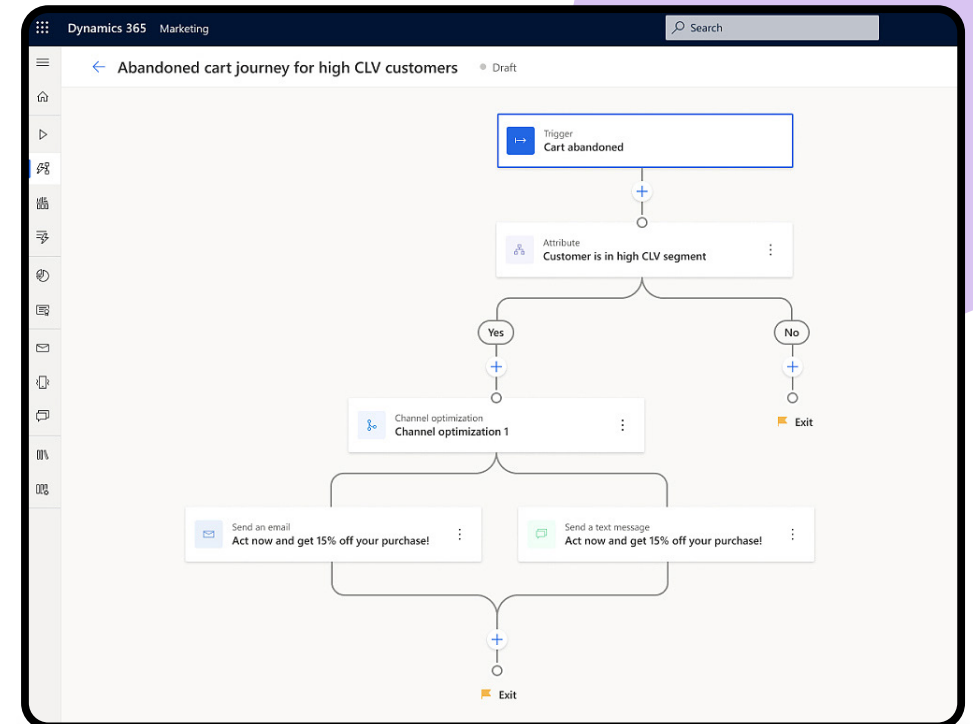 Dynamics 365 Marketing Search
Abandoned cart journey for high CLV customers Draft
Trigger
Cart abandoned
Attribute
Customer is in high CLV segment
Yes
No
Channel optimization
Channel optimization 1
Exit
Send an email
Act now and get 15% off your purchase!
Send a text message
Act now and get 15% off your purchase!
Exit